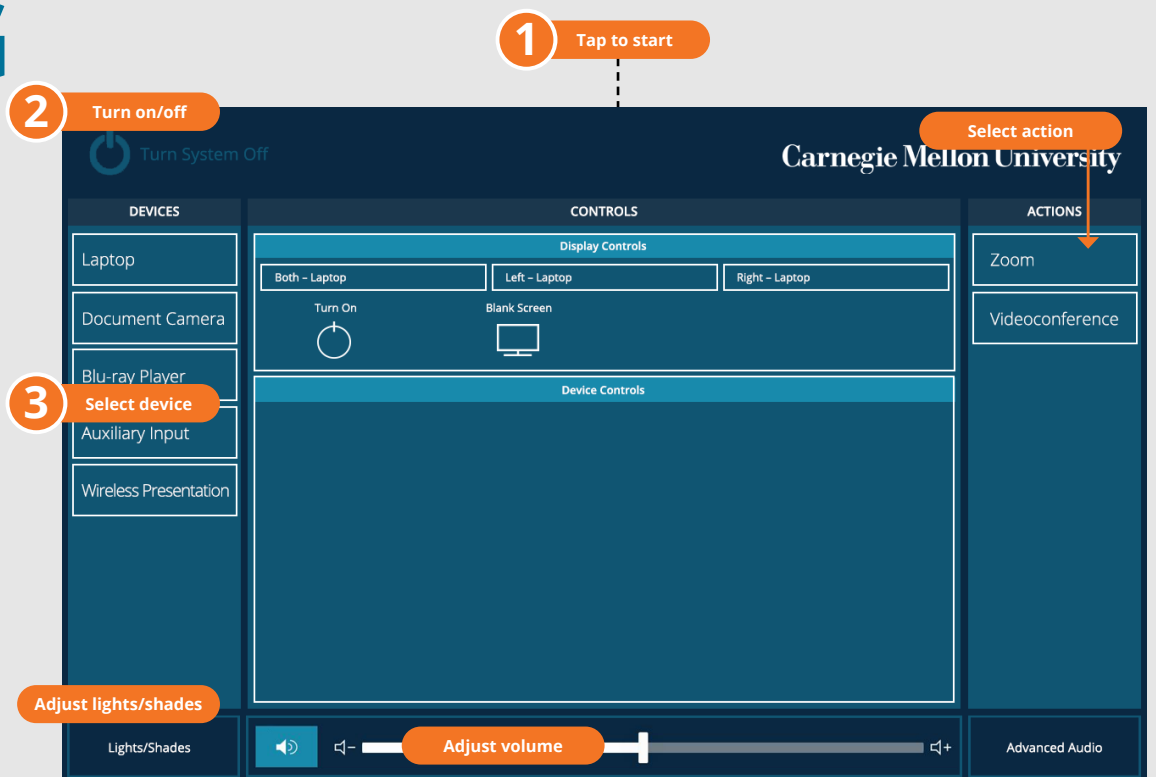 1 Tap to start
2 Turn on/off
Select action
Turn System Off
Carnegie Mellon University
DEVICES
CONTROLS
ACTIONS
Laptop
Document Camera
Blu-ray Player
3 Select device
Auxiliary Input
Wireless Presentation
Display Controls
Both – Laptop
Left – Laptop
Right – Laptop
Turn On
Blank Screen
Device Controls
Zoom
Videoconference
Adjust lights/shades
Lights/Shades
Adjust volume
Advanced Audio